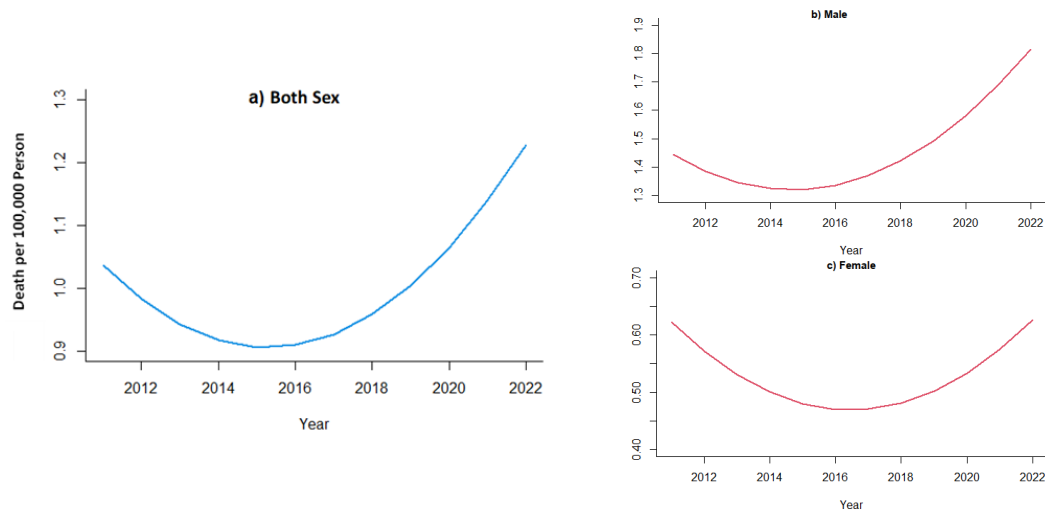 a) Both Sex
Death per 100,000 Person
1.3
1.2
1.1
1.0
0.9
2012 2014 2016 2018 2020 2022
Year
b) Male
1.9
1.8
1.7
1.6
1.5
1.4
1.3
2012 2014 2016 2018 2020 2022
Year
c) Female
0.70
0.60
0.50
0.40
2012 2014 2016 2018 2020 2022
Year